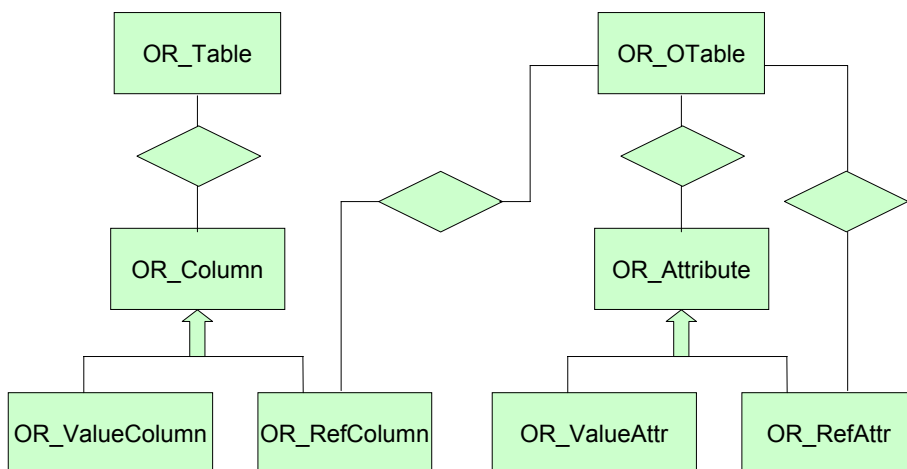 OR_Table
OR_OTable
OR_Column
OR_Attribute
OR_ValueColumn
OR_RefColumn
OR_ValueAttr
OR_RefAttr